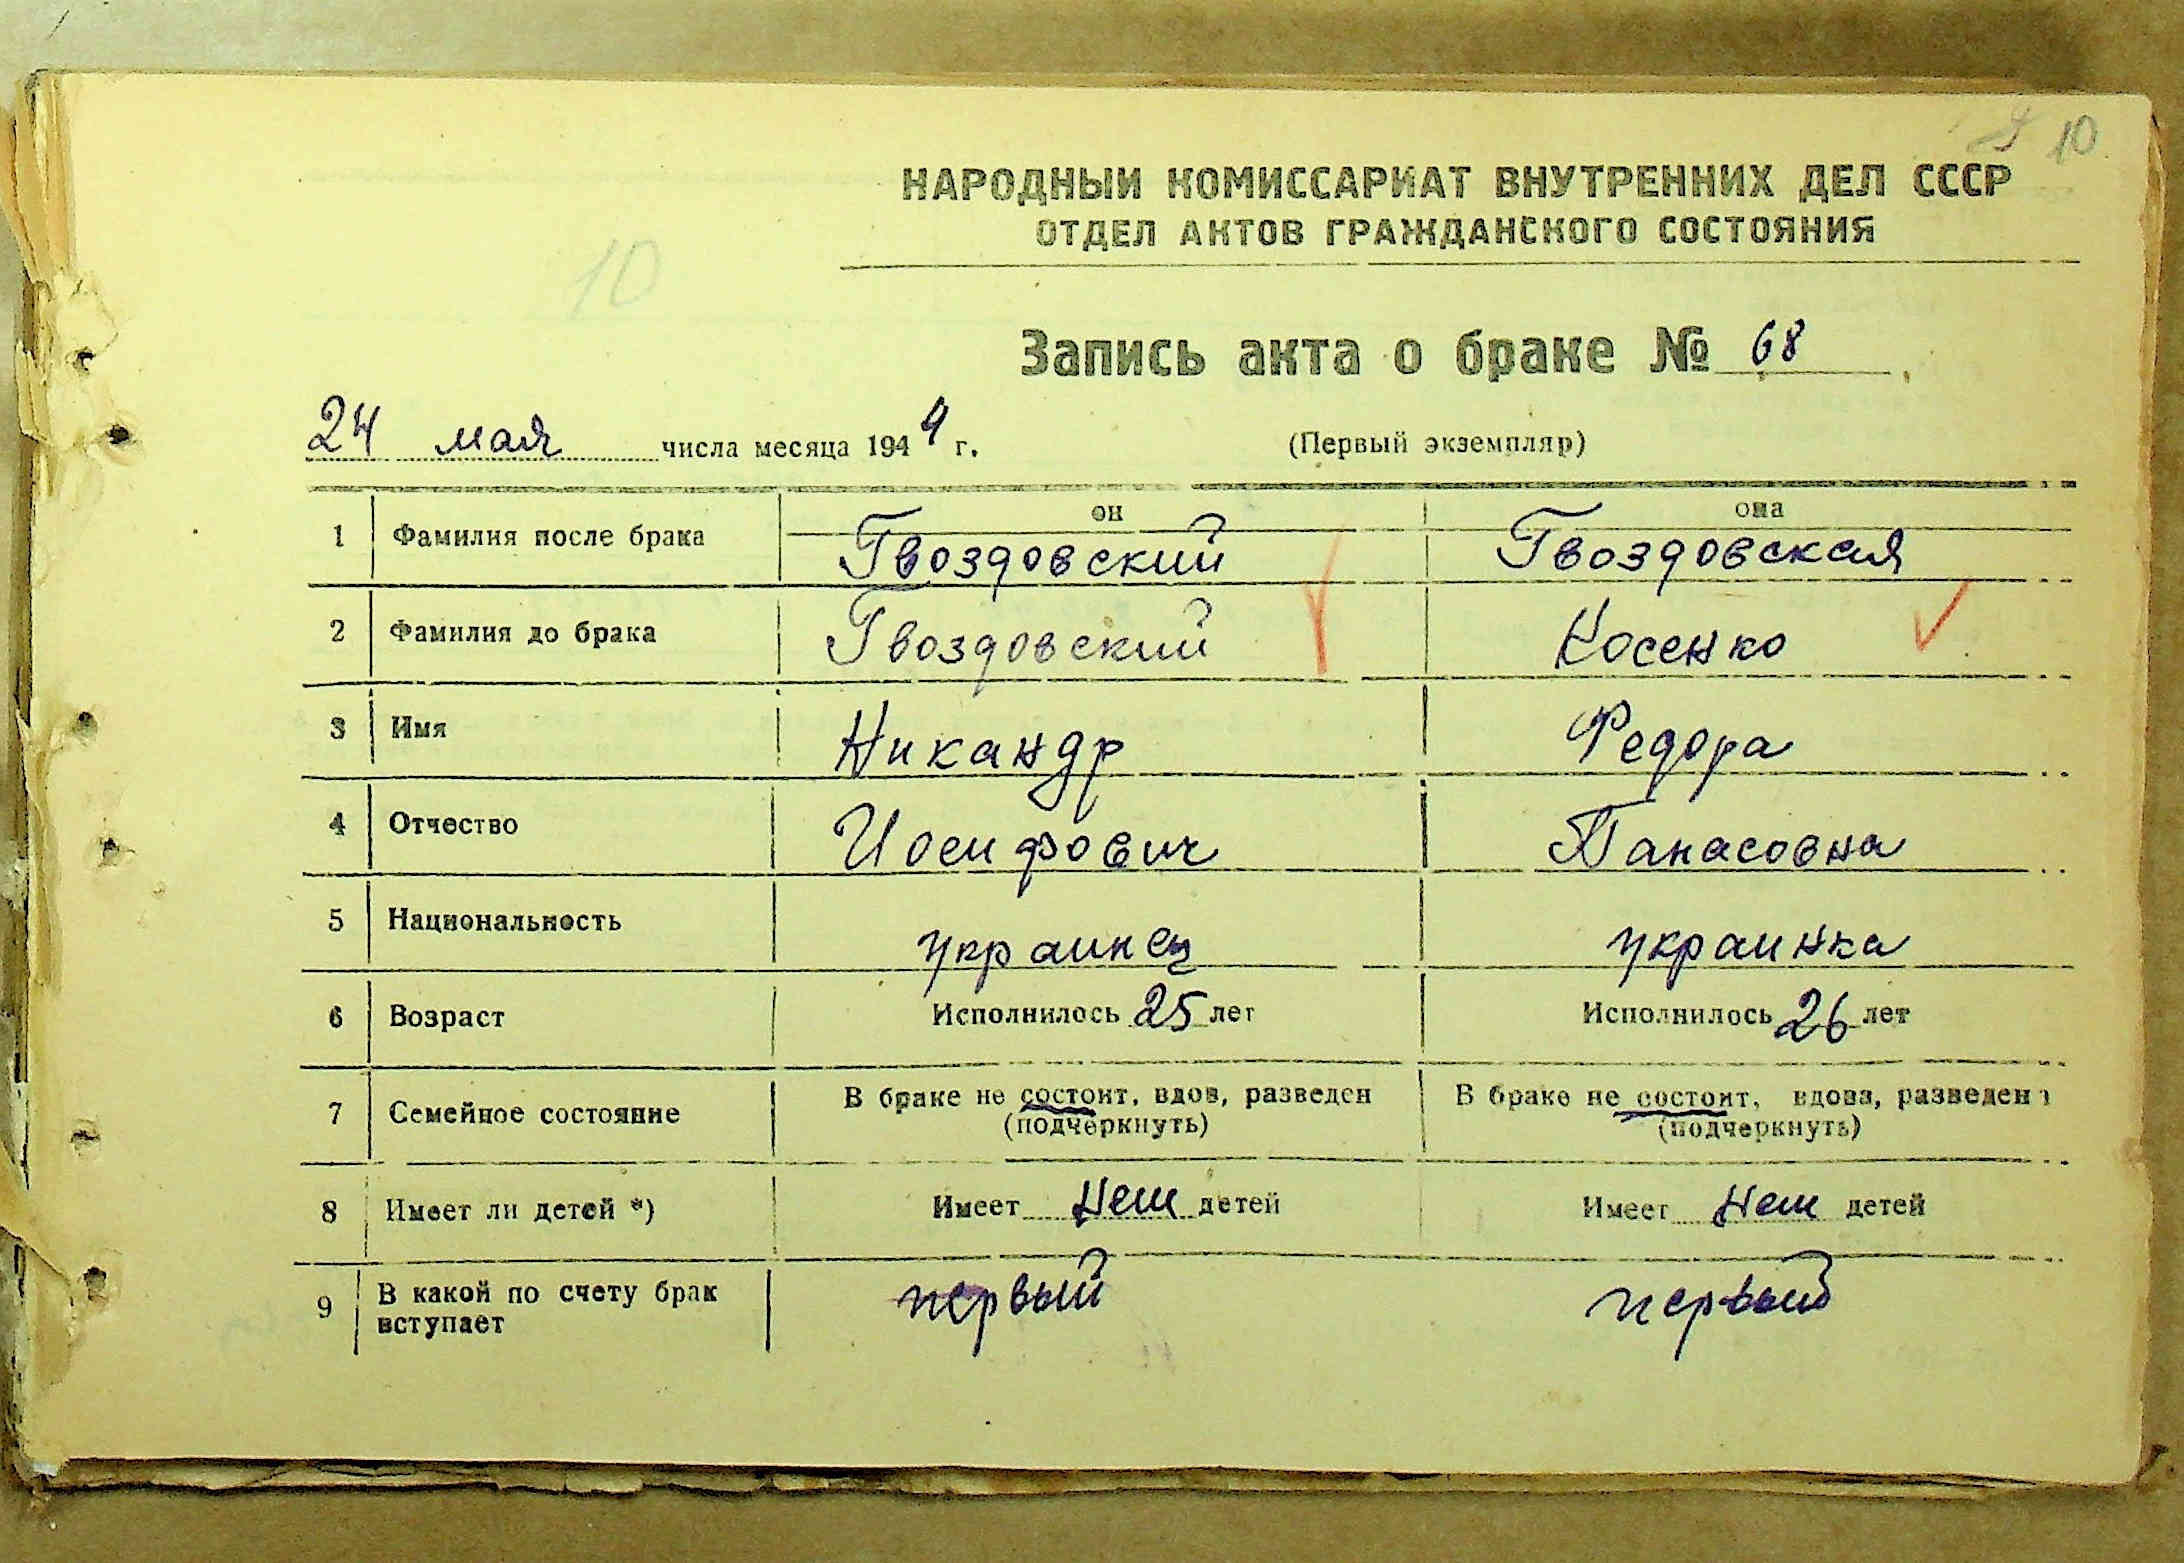 10
НАРОДНЫЙ КОМИССАРИАТ ВНУТРЕННИХ ДЕЛ СССР
ОТДЕЛ АКТОВ ГРАЖДАНСКОГО СОСТОЯНИЯ
10
Запись акта о браке № 68
24 мая числа месяца 1944 г. (Первый экземпляр)
он она
1 Фамилия после брака Гвоздовский Гвоздовская
2 Фамилия до брака Гвоздовский Косенко
3 Имя Никандр Федора
4 Отчество Иосифович Панасовна
5 Национальность украинец украинка
6 Возраст Исполнилось 25 лет Исполнилось 26 лет
7 Семейное состояние В браке не состоит, вдов, разведен В браке не состоит, вдова, разведена
(подчеркнуть) (подчеркнуть)
8 Имеет ли детей *) Имеет нет детей Имеет нет детей
9 В какой по счету брак вступает первый первый